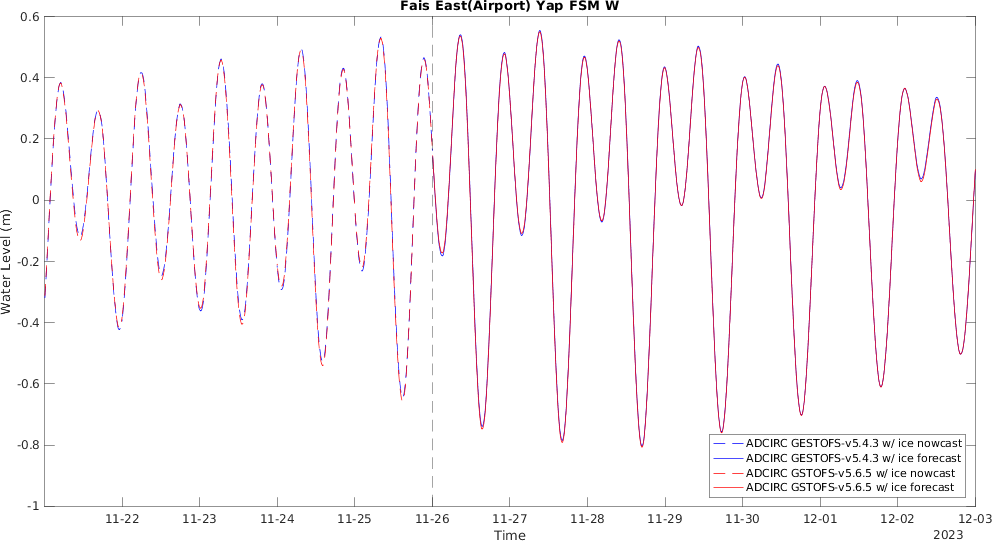 Fais East(Airport) Yap FSM W
0.6
0.4
0.2
0
-0.2
-0.4
-0.6
-0.8
-1
Water Level (m)
ADCIRC GESTOFS-v5.4.3 w/ ice nowcast
ADCIRC GESTOFS-v5.4.3 w/ ice forecast
ADCIRC GSTOFS-v5.6.5 w/ ice nowcast
ADCIRC GSTOFS-v5.6.5 w/ ice forecast
11-22 11-23 11-24 11-25 11-26 11-27 11-28 11-29 11-30 12-01 12-02 12-03
Time
2023